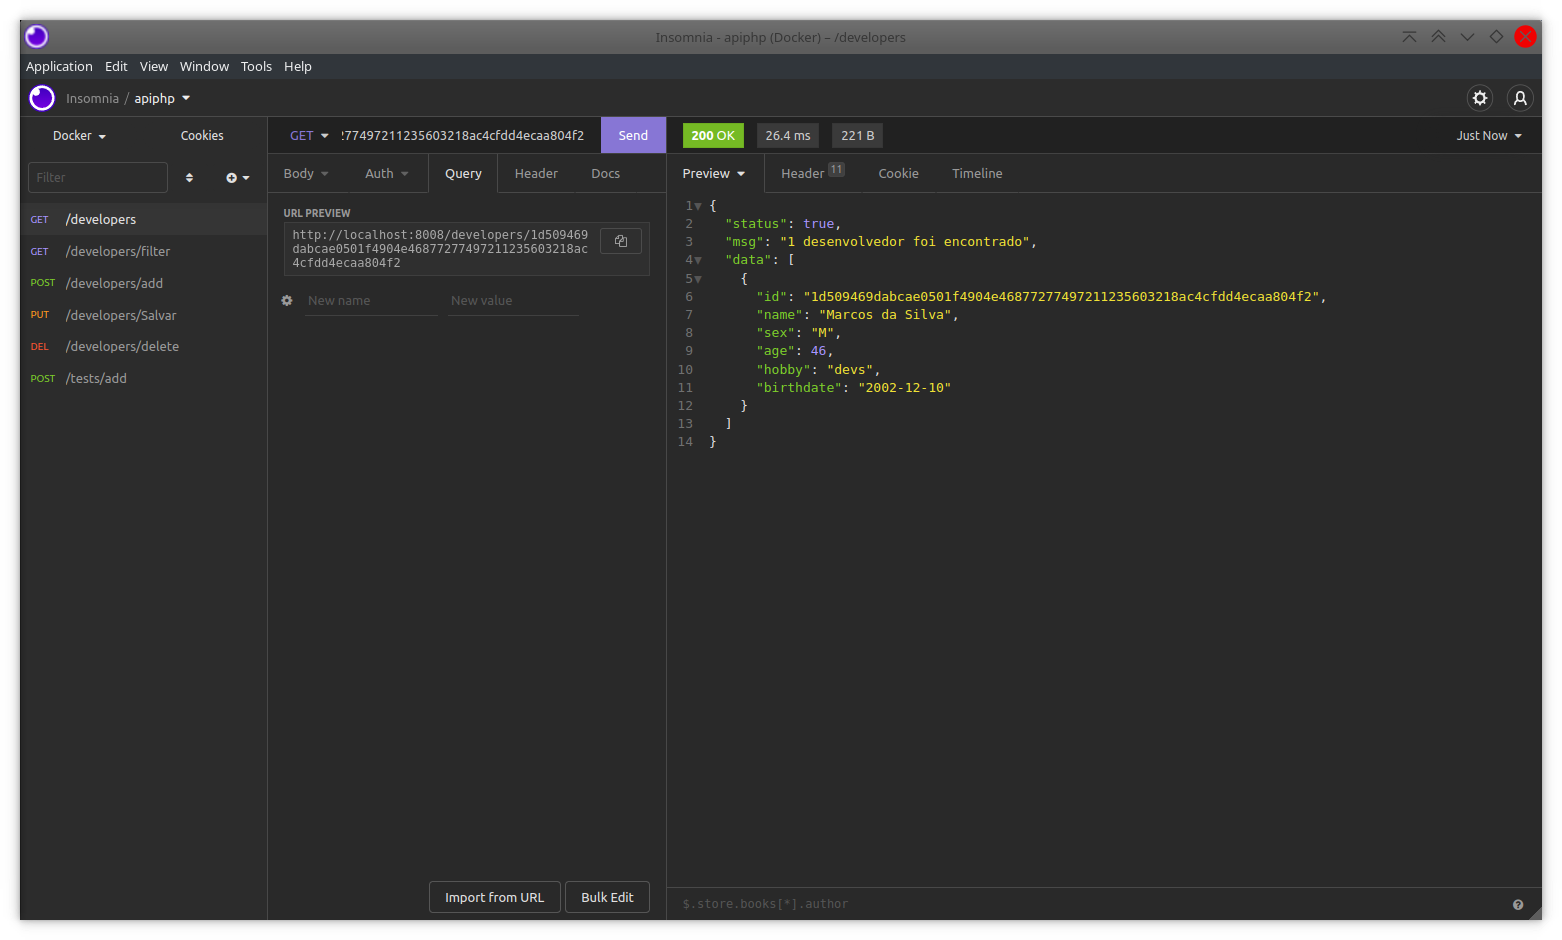 Insomnia - apiphp (Docker) – /developers
Application Edit View Window Tools Help
Insomnia / apiphp
Docker Cookies
Filter
GET /developers
GET /developers/filter
POST /developers/add
PUT /developers/Salvar
DEL /developers/delete
POST /tests/add
GET 277497211235603218ac4cfdd4ecaa804f2 Send
Body Auth Query Header Docs
URL PREVIEW
http://localhost:8008/developers/1d509469
dabcae0501f4904e46877277497211235603218ac
4cfdd4ecaa804f2
New name New value
Import from URL Bulk Edit
200 OK 26.4 ms 221 B Just Now
Preview Header 11 Cookie Timeline
1 {
2 "status": true,
3 "msg": "1 desenvolvedor foi encontrado",
4 "data": [
5 {
6 "id": "1d509469dabcae0501f4904e46877277497211235603218ac4cfdd4ecaa804f2",
7 "name": "Marcos da Silva",
8 "sex": "M",
9 "age": 46,
10 "hobby": "devs",
11 "birthdate": "2002-12-10"
12 }
13 ]
14 }
$.store.books[*].author